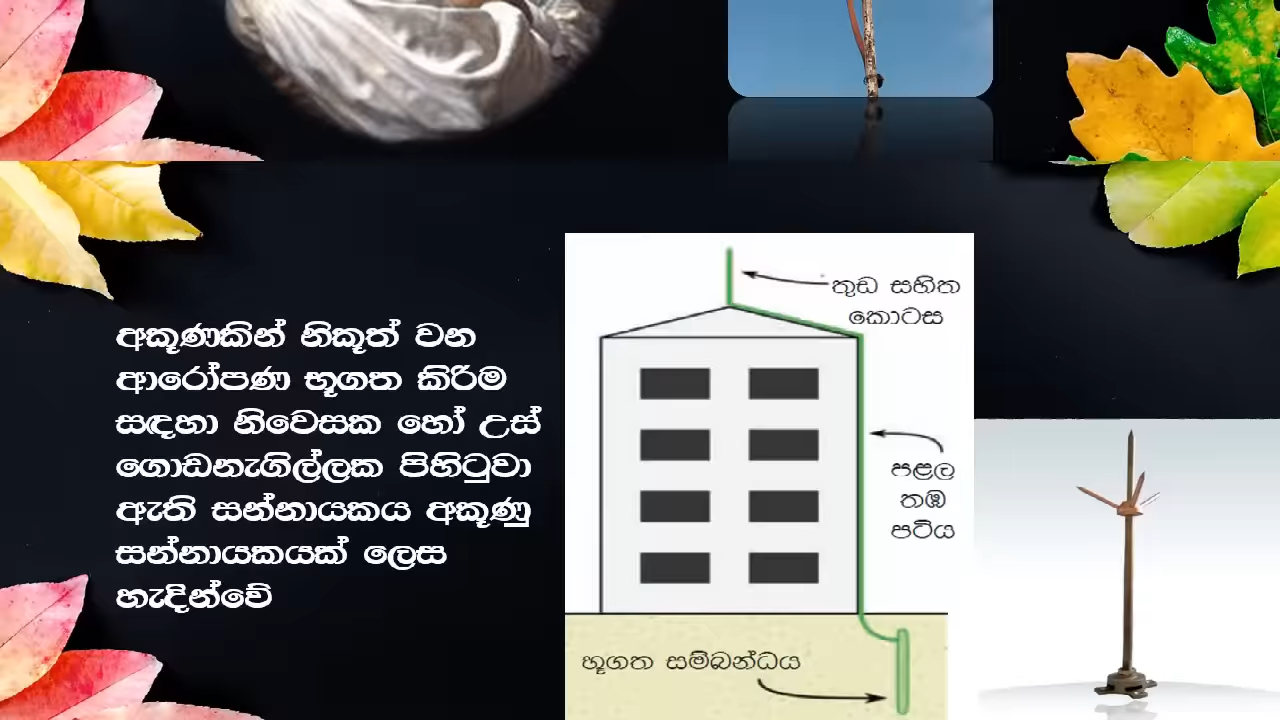 අකූණකින් නිකූත් වන
ආරෝපණ භූගත කිරිම
සඳහා නිවෙසක හෝ උස්
ගොඩනැගිල්ලක පිහිටුවා
ඇති සන්නායකය අකූණු
සන්නායකයක් ලෙස
හැඳින්වේ
තුඩ සහිත
කොටස
පළල
තඹ
පටිය
භූගත සම්බන්ධය